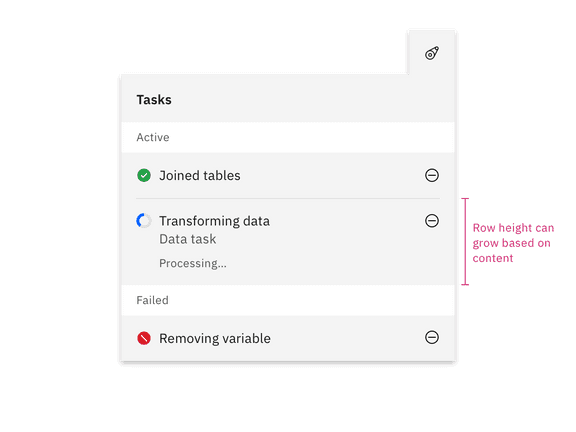 Tasks
Active
Joined tables
Transforming data
Data task
Processing...
Row height can
grow based on
content
Failed
Removing variable